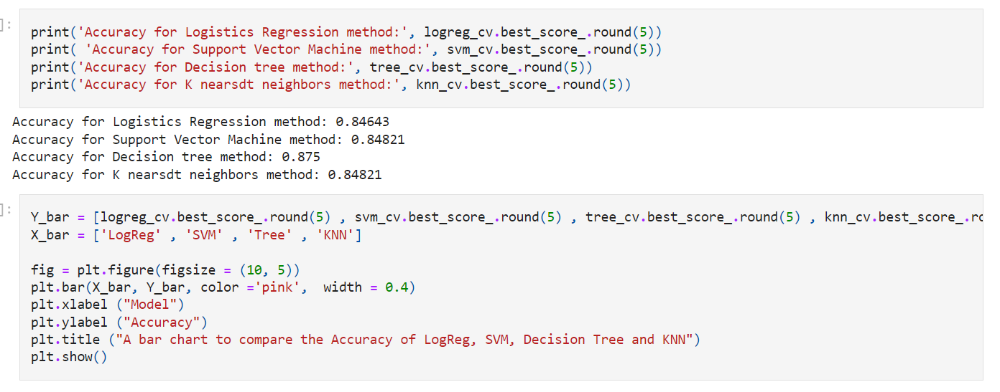 ]:
print('Accuracy for Logistics Regression method:', logreg_cv.best_score_.round(5))
print( 'Accuracy for Support Vector Machine method:', svm_cv.best_score_.round(5))
print('Accuracy for Decision tree method:', tree_cv.best_score_.round(5))
print('Accuracy for K nearsdt neighbors method:', knn_cv.best_score_.round(5))
Accuracy for Logistics Regression method: 0.84643
Accuracy for Support Vector Machine method: 0.84821
Accuracy for Decision tree method: 0.875
Accuracy for K nearsdt neighbors method: 0.84821
]:
Y_bar = [logreg_cv.best_score_.round(5) , svm_cv.best_score_.round(5) , tree_cv.best_score_.round(5) , knn_cv.best_score_.ro
X_bar = ['LogReg' , 'SVM' , 'Tree' , 'KNN']
fig = plt.figure(figsize = (10, 5))
plt.bar(X_bar, Y_bar, color ='pink',  width = 0.4)
plt.xlabel ("Model")
plt.ylabel ("Accuracy")
plt.title ("A bar chart to compare the Accuracy of LogReg, SVM, Decision Tree and KNN")
plt.show()